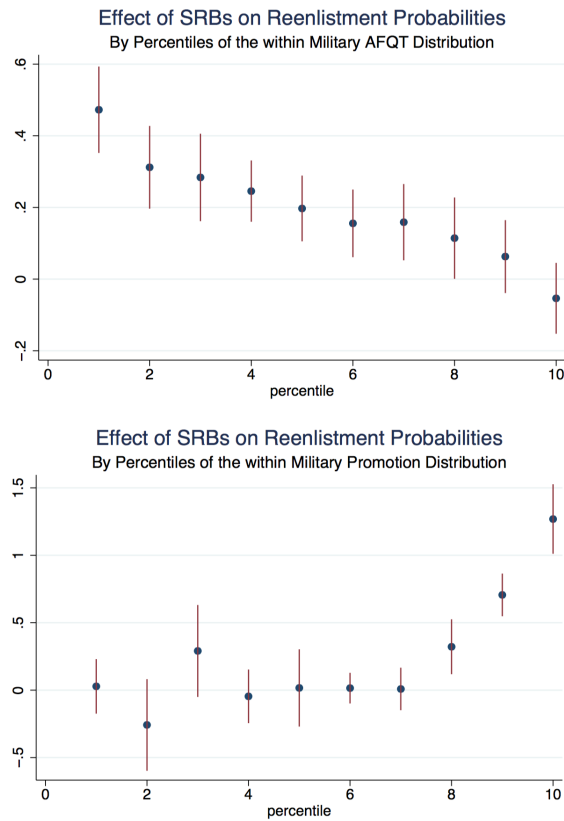 Effect of SRBs on Reenlistment Probabilities
By Percentiles of the within Military AFQT Distribution
.6
.4
.2
0
-.2
0 2 4 6 8 10
percentile
Effect of SRBs on Reenlistment Probabilities
By Percentiles of the within Military Promotion Distribution
1.5
1
.5
0
-.5
0 2 4 6 8 10
percentile